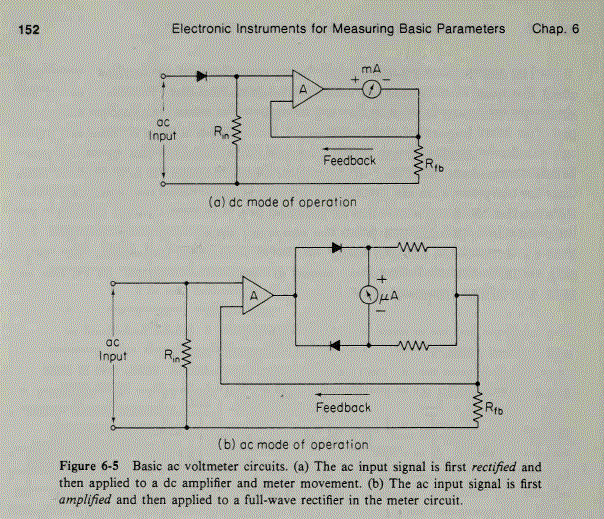 152 Electronic Instruments for Measuring Basic Parameters Chap. 6
mA
+ −
A
ac
Input
Rin
Feedback
Rfb
(a) dc mode of operation
+
A
μA
−
ac
Input
Rin
Feedback
Rfb
(b) ac mode of operation
Figure 6-5 Basic ac voltmeter circuits. (a) The ac input signal is first rectified and
then applied to a dc amplifier and meter movement. (b) The ac input signal is first
amplified and then applied to a full-wave rectifier in the meter circuit.